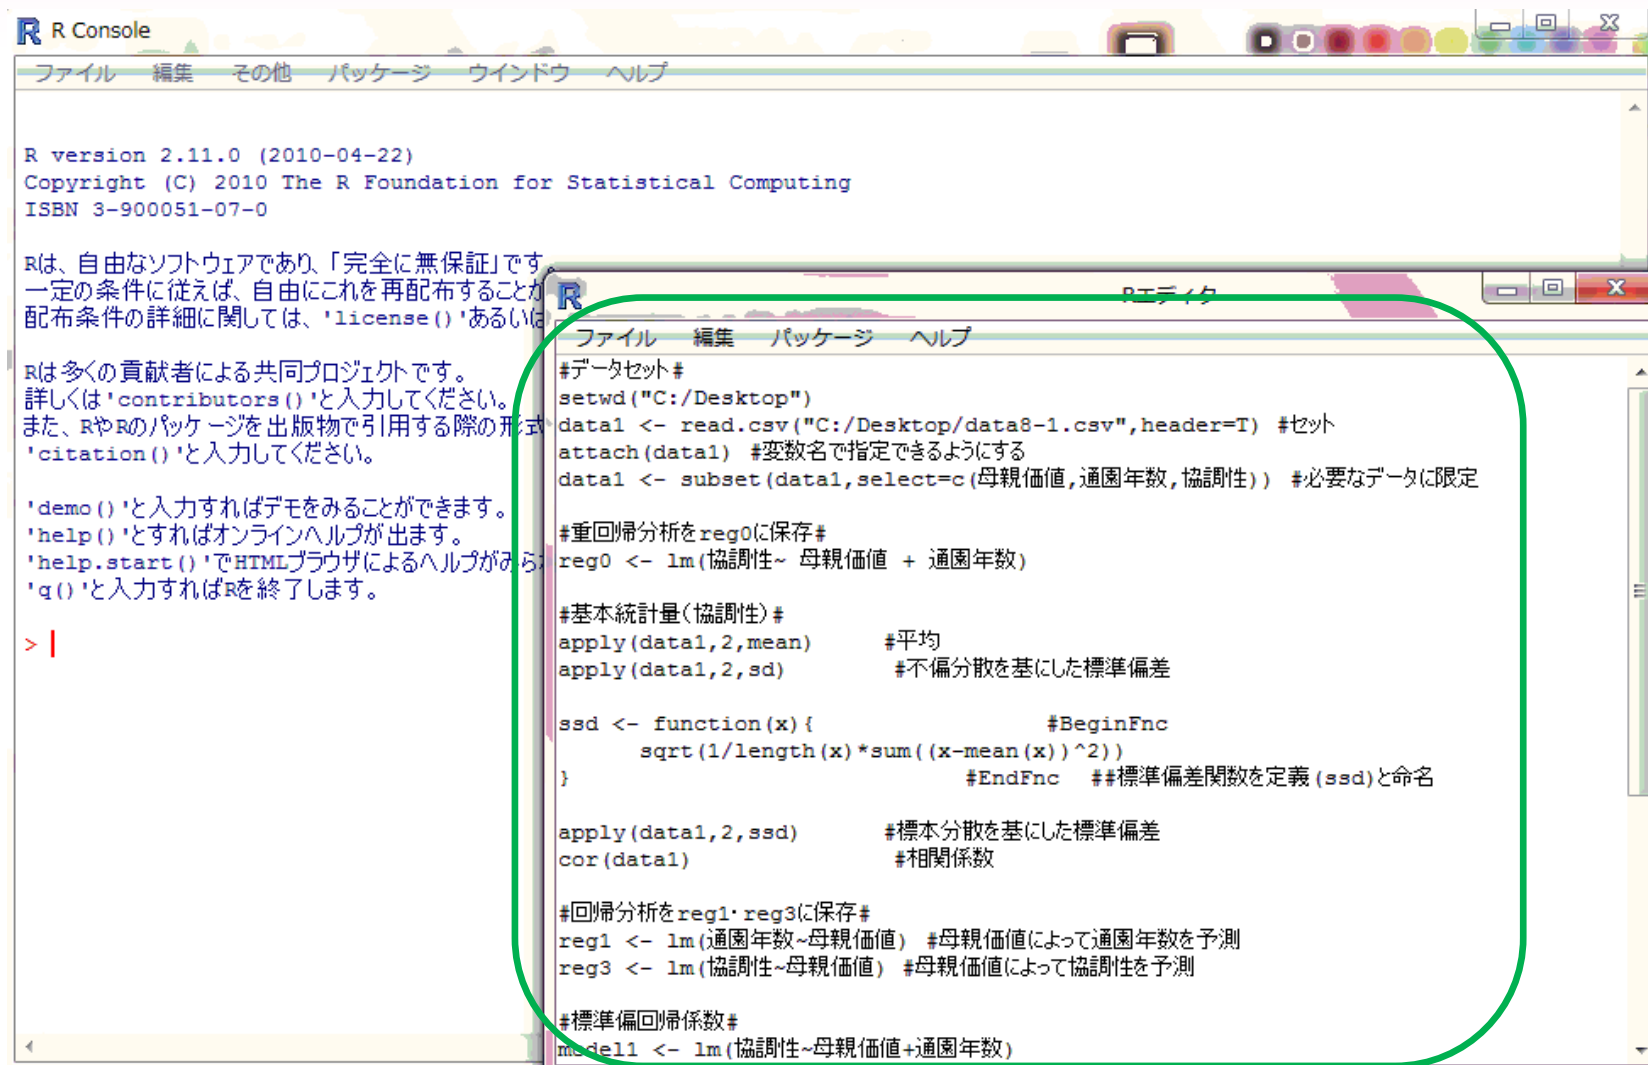 R Console
ファイル 編集 その他 パッケージ ウインドウ ヘルプ
R version 2.11.0 (2010-04-22)
Copyright (C) 2010 The R Foundation for Statistical Computing
ISBN 3-900051-07-0
Rは、自由なソフトウェアであり、「完全に無保証」です。
一定の条件に従えば、自由にこれを再配布することが
配布条件の詳細に関しては、'license()'あるいは
Rは多くの貢献者による共同プロジェクトです。
詳しくは'contributors()'と入力してください。
また、RやRのパッケージを出版物で引用する際の形式
'citation()'と入力してください。
'demo()'と入力すればデモをみることができます。
'help()'とすればオンラインヘルプが出ます。
'help.start()'でHTMLブラウザによるヘルプがみら
'q()'と入力すればRを終了します。
>
Rエディタ
ファイル 編集 パッケージ ヘルプ
#データセット#
setwd("C:/Desktop")
data1 <- read.csv("C:/Desktop/data8-1.csv",header=T) #セット
attach(data1) #変数名で指定できるようにする
data1 <- subset(data1,select=c(母親価値,通園年数,協調性)) #必要なデータに限定
#重回帰分析をreg0に保存#
reg0 <- lm(協調性~ 母親価値 + 通園年数)
#基本統計量(協調性)#
apply(data1,2,mean) #平均
apply(data1,2,sd) #不偏分散を基にした標準偏差
ssd <- function(x){ #BeginFnc
sqrt(1/length(x)*sum((x-mean(x))^2))
} #EndFnc ##標準偏差関数を定義(ssd)と命名
apply(data1,2,ssd) #標本分散を基にした標準偏差
cor(data1) #相関係数
#回帰分析をreg1・reg3に保存#
reg1 <- lm(通園年数~母親価値) #母親価値によって通園年数を予測
reg3 <- lm(協調性~母親価値) #母親価値によって協調性を予測
#標準偏回帰係数#
model1 <- lm(協調性~母親価値+通園年数)